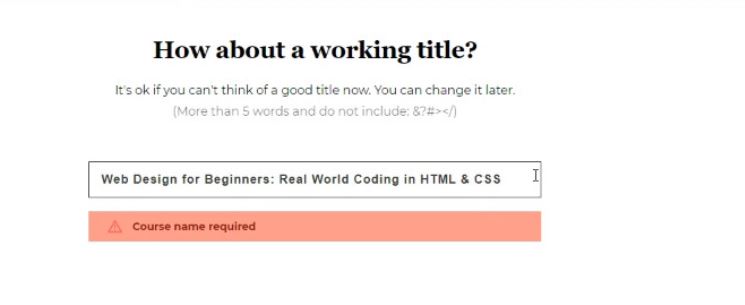 How about a working title?
It's ok if you can't think of a good title now. You can change it later.
(More than 5 words and do not include: &?#></)
Web Design for Beginners: Real World Coding in HTML & CSS
Course name required